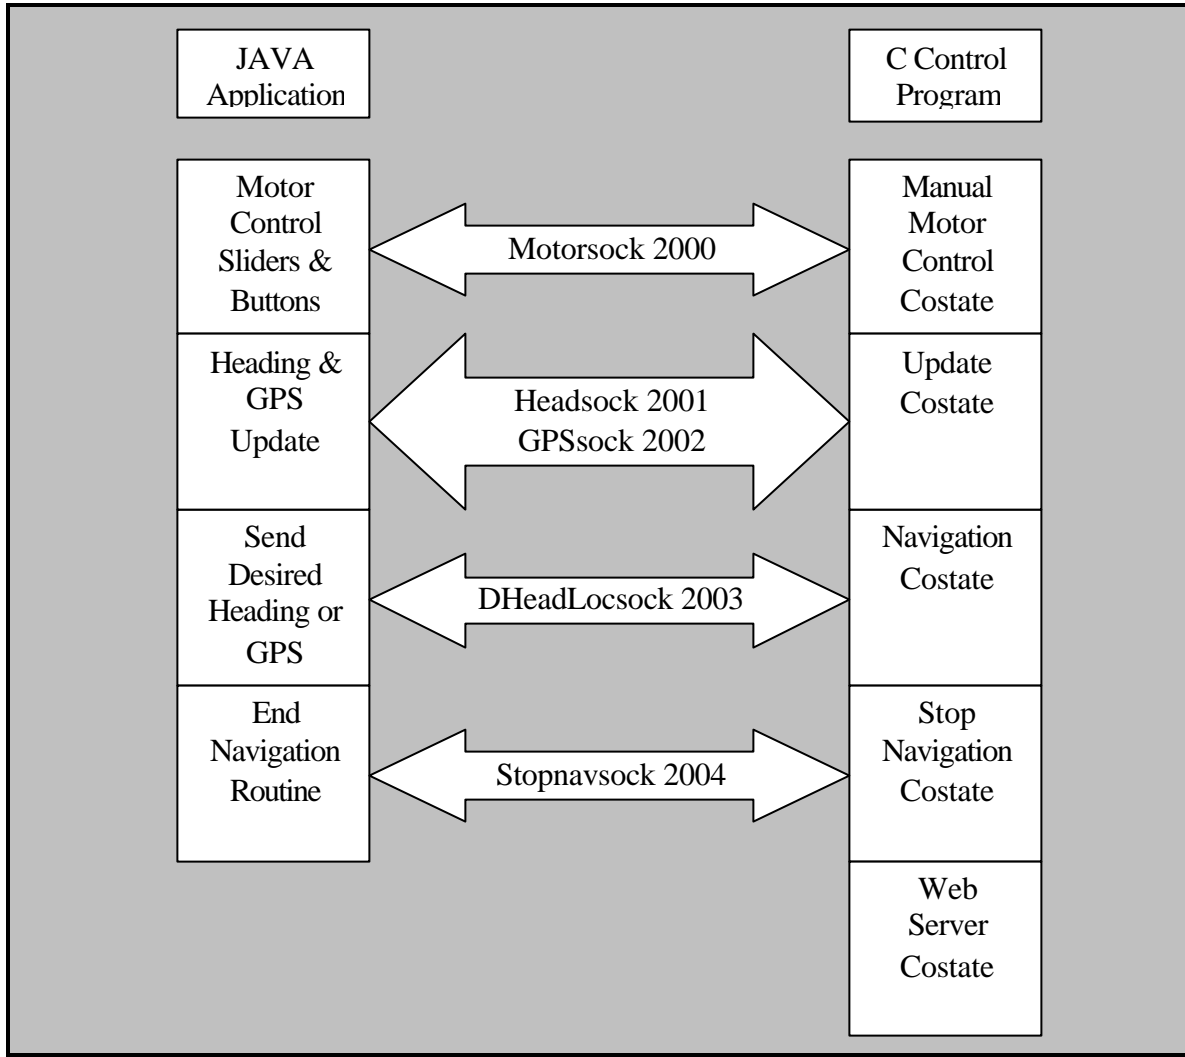 JAVA
Application
C Control
Program
Motor
Control
Sliders &
Buttons
Motorsock 2000
Manual
Motor
Control
Costate
Heading &
GPS
Update
Headsock 2001
GPSsock 2002
Update
Costate
Send
Desired
Heading or
GPS
DHeadLocsock 2003
Navigation
Costate
End
Navigation
Routine
Stopnavsock 2004
Stop
Navigation
Costate
Web
Server
Costate